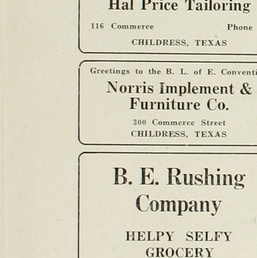 Hal Price Tailoring
116 Commerce Phone
CHILDRESS, TEXAS
Greetings to the B. L. of E. Conventi
Norris Implement &
Furniture Co.
300 Commerce Street
CHILDRESS, TEXAS
B. E. Rushing
Company
HELPY SELFY
GROCERY